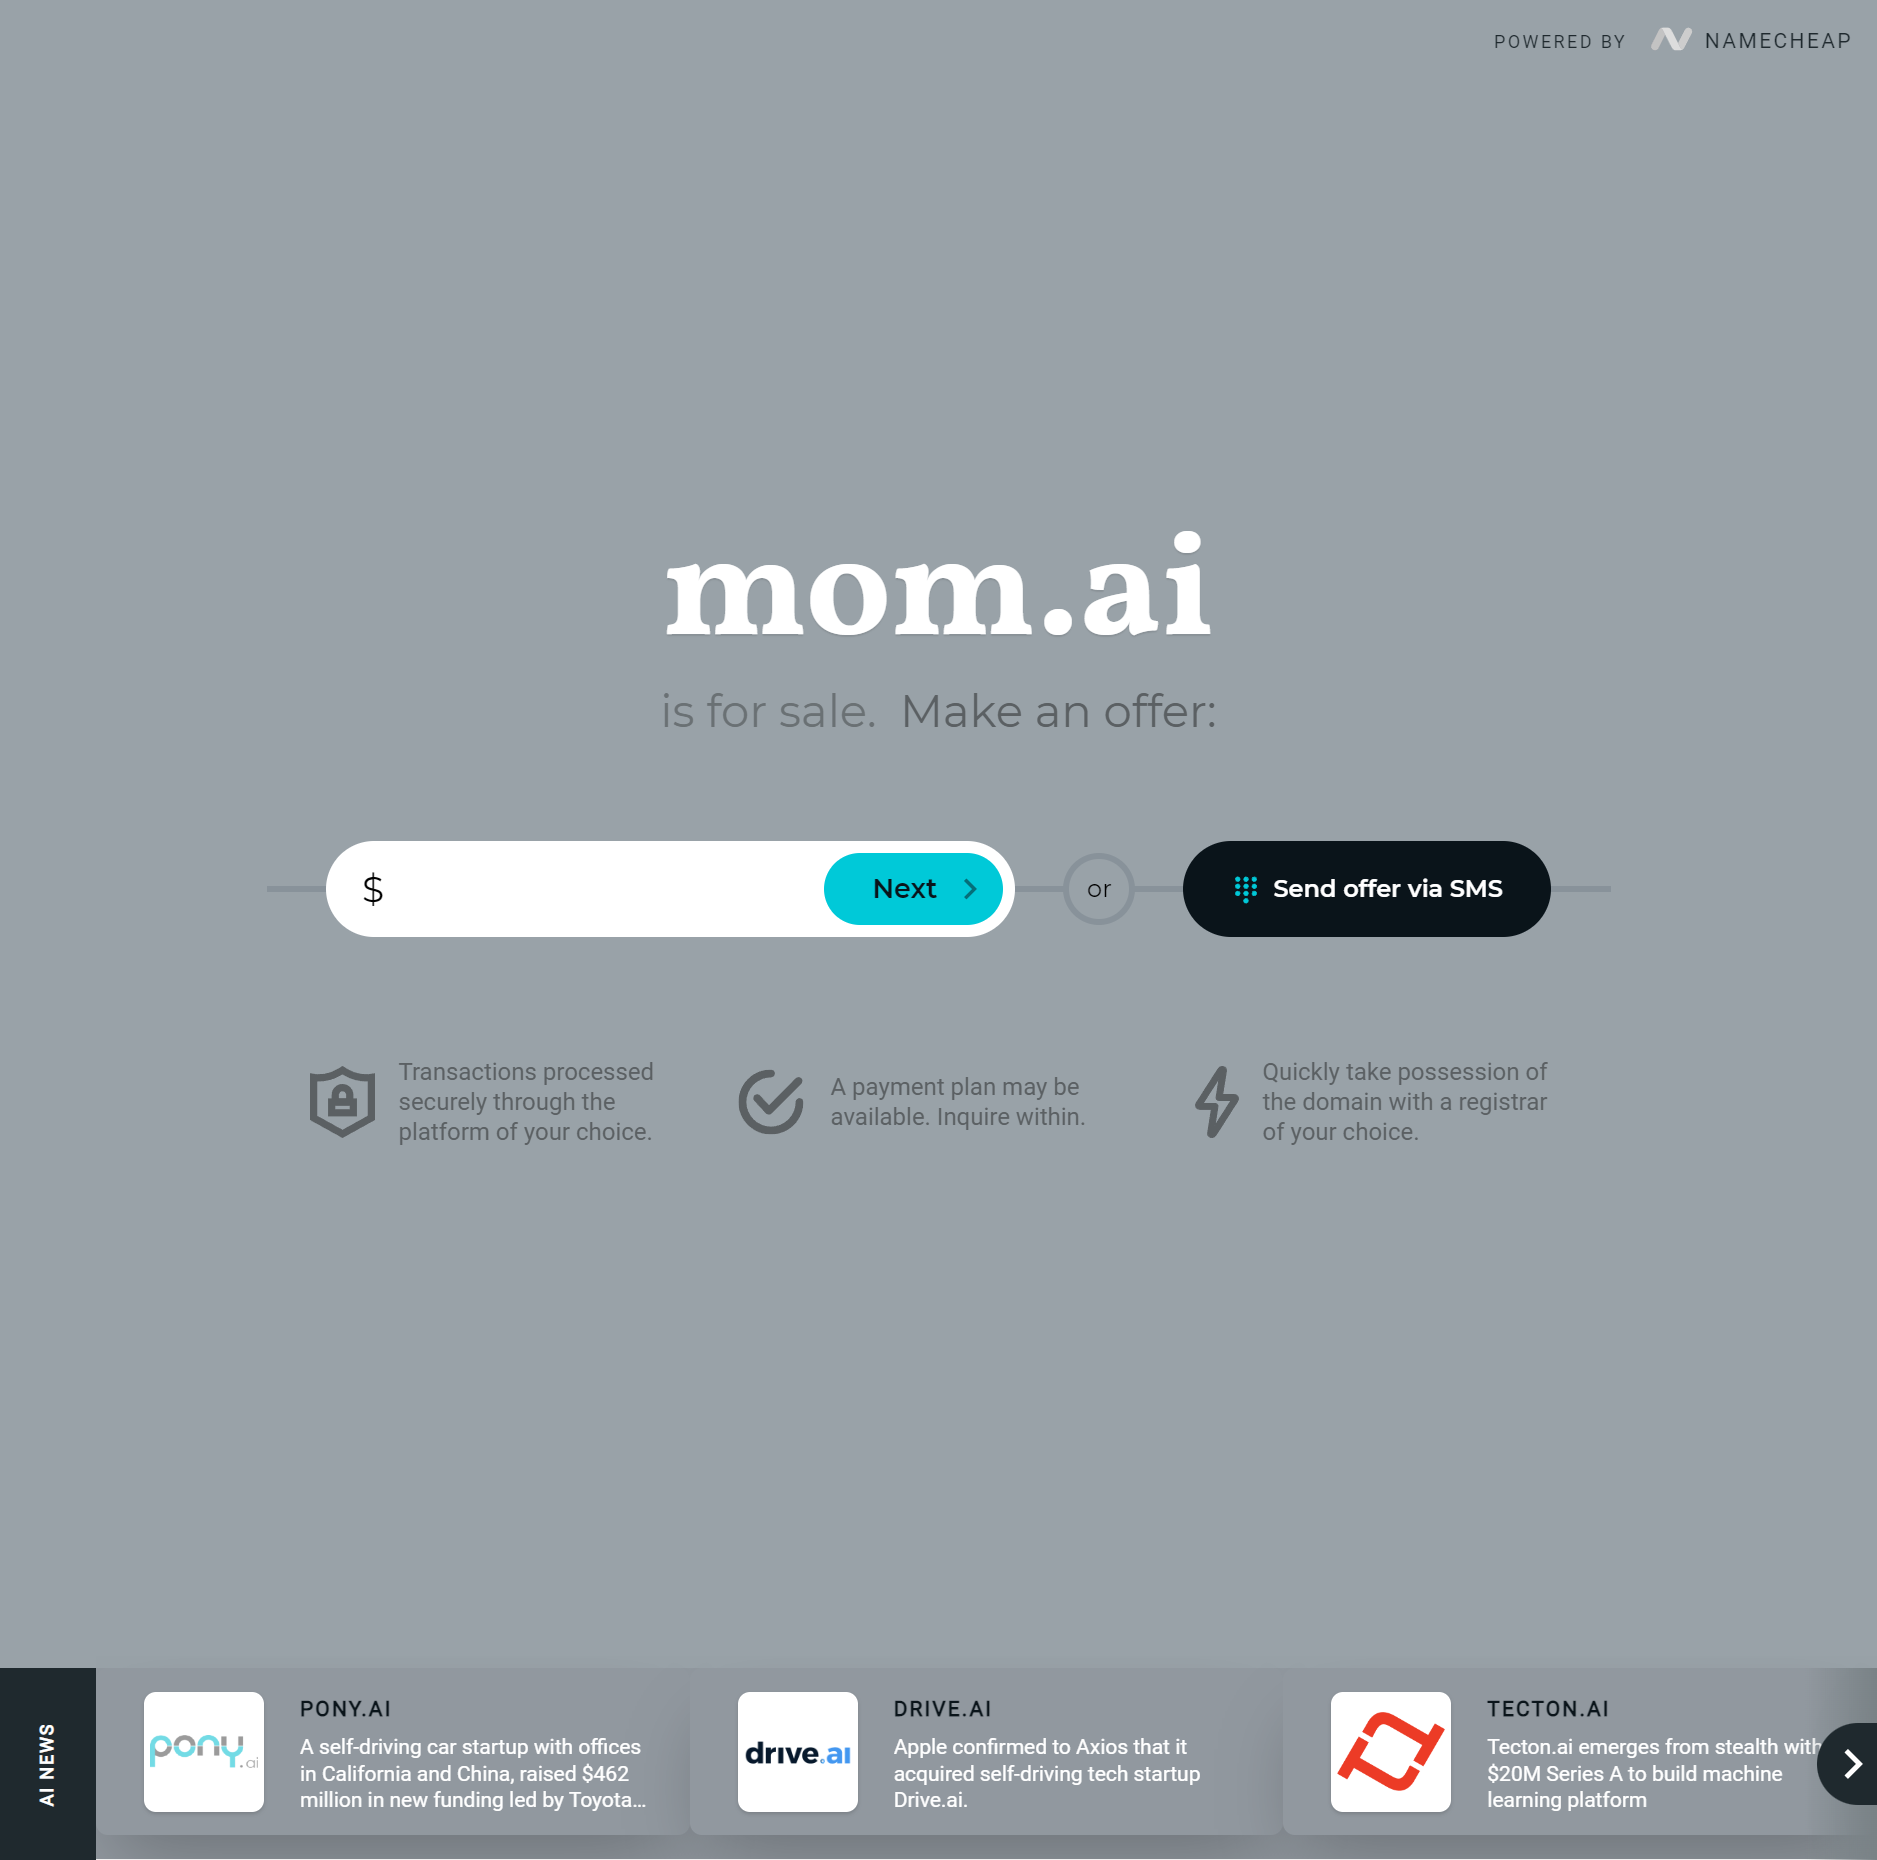 POWERED BY NAMECHEAP
mom.ai
is for sale. Make an offer:
$ Next or Send offer via SMS
Transactions processed
securely through the
platform of your choice.
A payment plan may be
available. Inquire within.
Quickly take possession of
the domain with a registrar
of your choice.
AI NEWS
pony.ai
PONY.AI
A self-driving car startup with offices
in California and China, raised $462
million in new funding led by Toyota...
drive.ai
DRIVE.AI
Apple confirmed to Axios that it
acquired self-driving tech startup
Drive.ai.
TECTON.AI
Tecton.ai emerges from stealth with
$20M Series A to build machine
learning platform